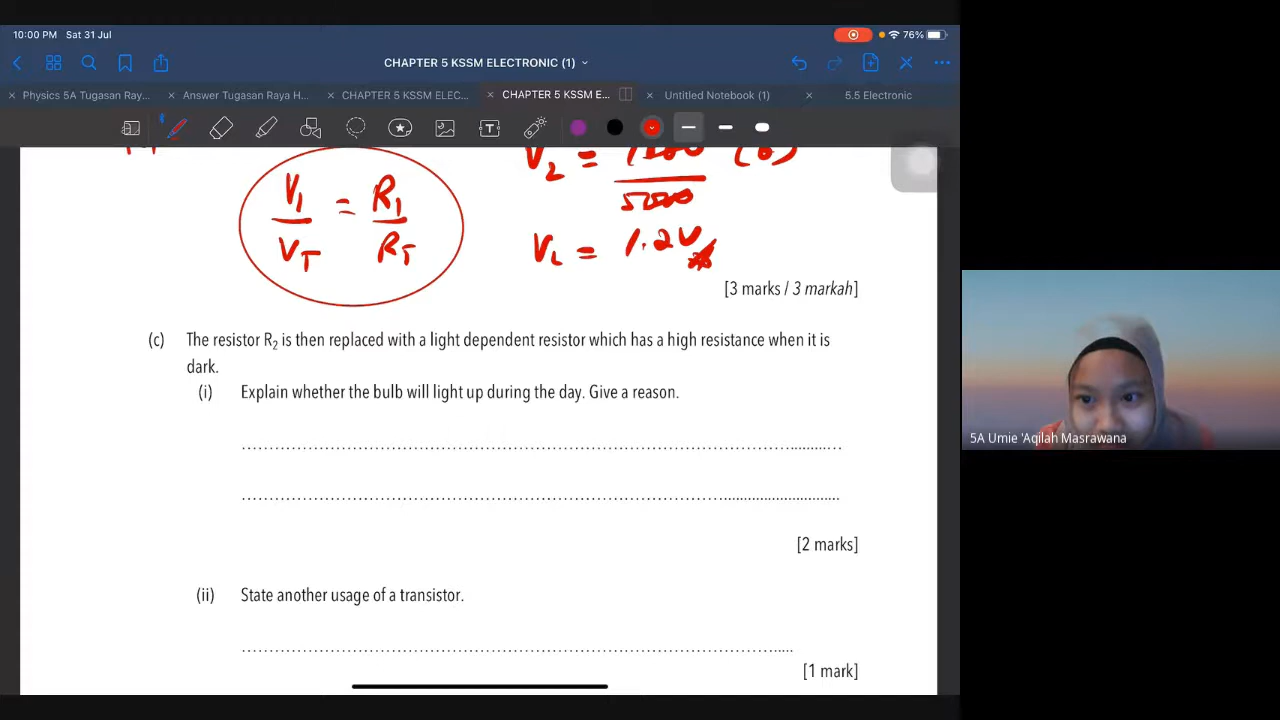 10:00 PM Sat 31 Jul
76%
CHAPTER 5 KSSM ELECTRONIC (1)
Physics 5A Tugasan Ray...
Answer Tugasan Raya H...
CHAPTER 5 KSSM ELEC...
CHAPTER 5 KSSM E...
Untitled Notebook (1)
5.5 Electronic
V1/VT = R1/RT
V2 =
5000
VL = 1.2V
[3 marks / 3 markah]
(c) The resistor R2 is then replaced with a light dependent resistor which has a high resistance when it is
dark.
(i) Explain whether the bulb will light up during the day. Give a reason.
[2 marks]
(ii) State another usage of a transistor.
[1 mark]
5A Umie 'Aqilah Masrawana